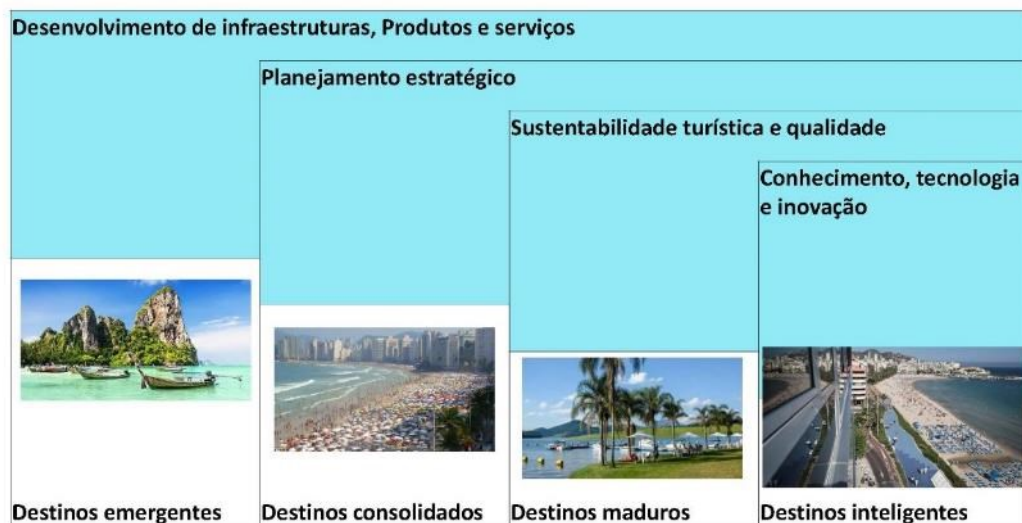 Desenvolvimento de infraestruturas, Produtos e serviços
Planejamento estratégico
Sustentabilidade turística e qualidade
Conhecimento, tecnologia
e inovação
Destinos emergentes
Destinos consolidados
Destinos maduros
Destinos inteligentes